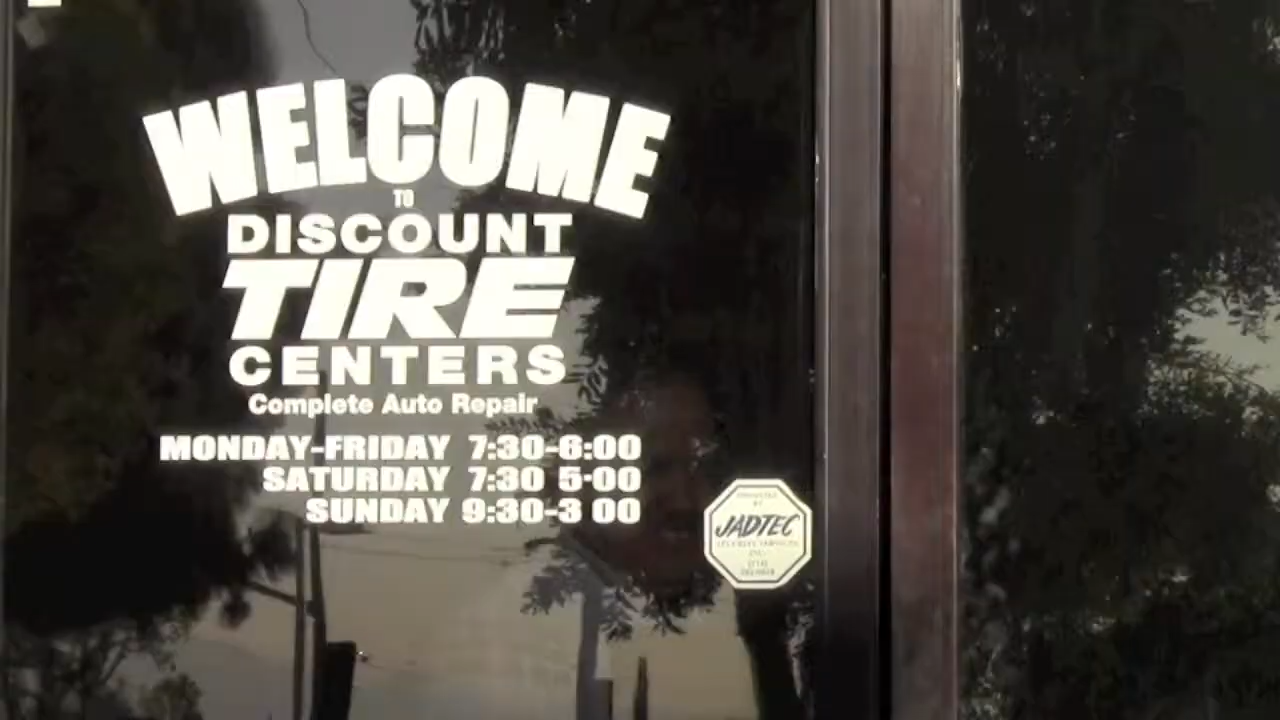 WELCOME
TO
DISCOUNT
TIRE
CENTERS
Complete Auto Repair
MONDAY-FRIDAY 7:30-6:00
SATURDAY 7:30 5-00
SUNDAY 9:30-3 00
JADTEC